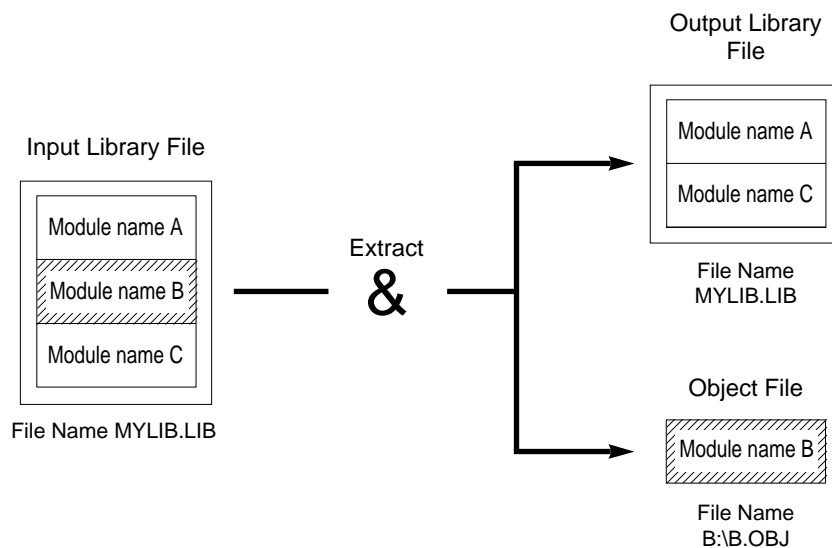 Input Library File
Module name A
Module name B
Module name C
File Name MYLIB.LIB
Extract
&
Output Library
File
Module name A
Module name C
File Name
MYLIB.LIB
Object File
Module name B
File Name
B:\B.OBJ